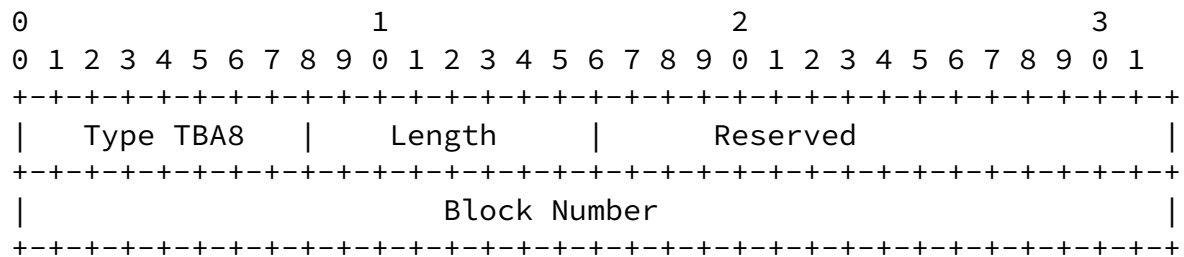 0                   1                   2                   3
0 1 2 3 4 5 6 7 8 9 0 1 2 3 4 5 6 7 8 9 0 1 2 3 4 5 6 7 8 9 0 1
+-+-+-+-+-+-+-+-+-+-+-+-+-+-+-+-+-+-+-+-+-+-+-+-+-+-+-+-+-+-+-+-+
|   Type TBA8   |    Length     |      Reserved                 |
+-+-+-+-+-+-+-+-+-+-+-+-+-+-+-+-+-+-+-+-+-+-+-+-+-+-+-+-+-+-+-+-+
|                       Block Number                            |
+-+-+-+-+-+-+-+-+-+-+-+-+-+-+-+-+-+-+-+-+-+-+-+-+-+-+-+-+-+-+-+-+